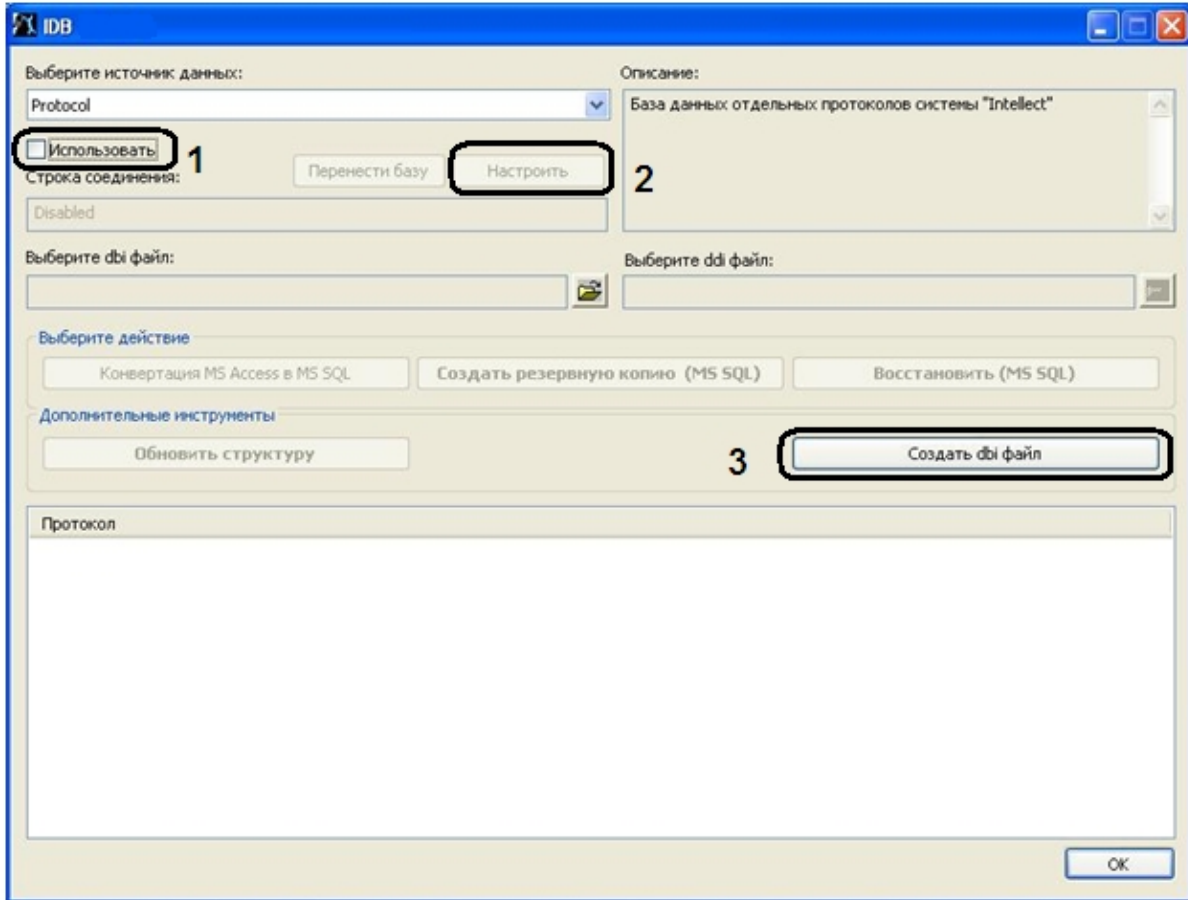 IDB
Выберите источник данных:
Описание:
Protocol
База данных отдельных протоколов системы "Intellect"
Использовать
1
Строка соединения:
Перенести базу
Настроить
2
Disabled
Выберите dbi файл:
Выберите ddi файл:
Выберите действие
Конвертация MS Access в MS SQL
Создать резервную копию (MS SQL)
Восстановить (MS SQL)
Дополнительные инструменты
Обновить структуру
3
Создать dbi файл
Протокол
OK